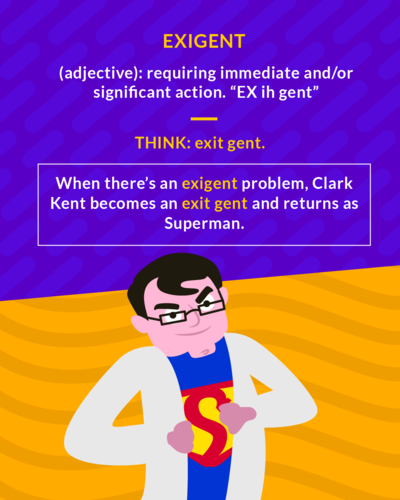 EXIGENT
(adjective): requiring immediate and/or
significant action. “EX ih gent”
THINK: exit gent.
When there’s an exigent problem, Clark
Kent becomes an exit gent and returns as
Superman.
S